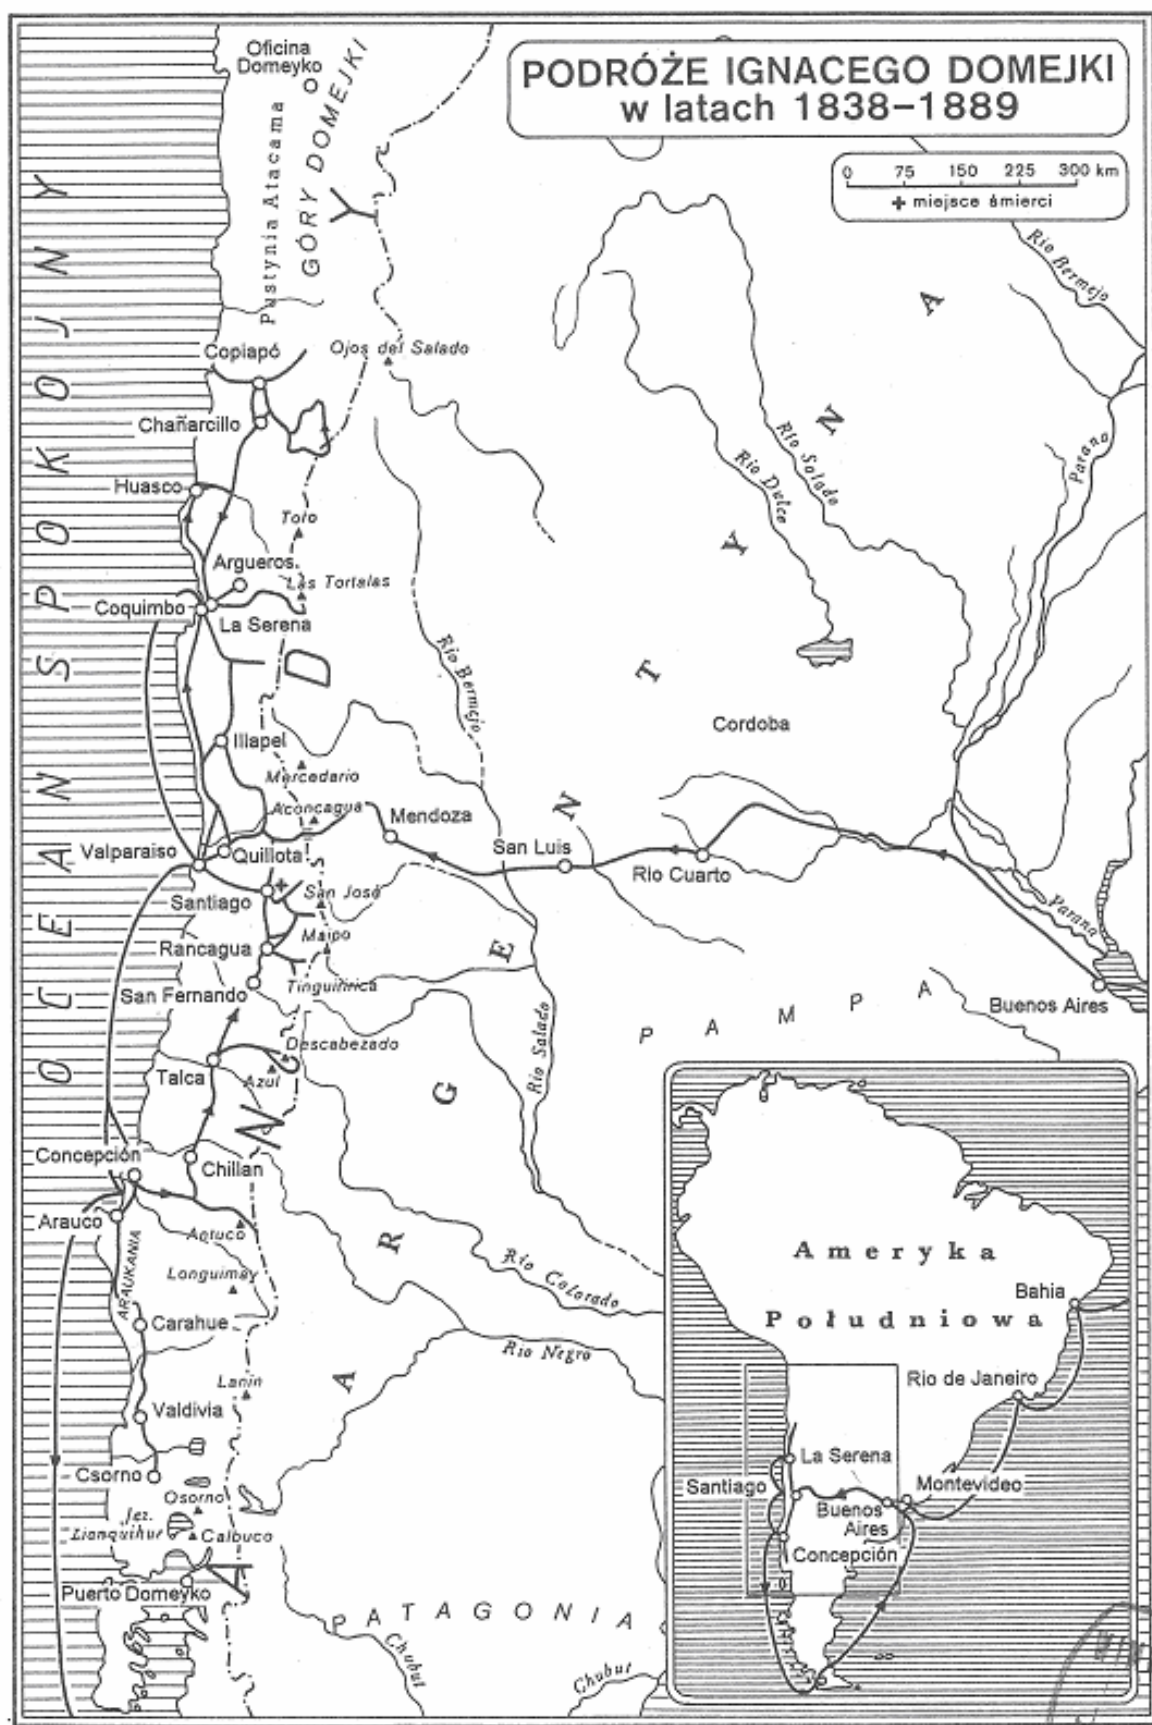 PODRÓŻE IGNACEGO DOMEJKI
w latach 1838–1889
0 75 150 225 300 km
+ miejsce śmierci
Oficina
Domeyko
Pustynia Atacama
GÓRY DOMEJKI
OCEAN SPOKOJNY
ANDY
ARGENTYNA
Rio Bermejo
Copiapó
Ojos del Salado
Chañarcillo
Huasco
Toro
Rio Salado
Rio Dulce
Parana
Argueros
Las Tortalas
Coquimbo
La Serena
Rio Bermejo
Cordoba
Illapel
Mercedario
Aconcagua
Mendoza
Valparaiso
Quillota
San Luis
Rio Cuarto
Santiago
San José
Parana
Rancagua
Maipo
San Fernando
Tinguiririca
Buenos Aires
PAMPA
Rio Salado
Descabezado
Talca
Azul
Concepción
Chillan
Arauco
Antuco
ARAUKANIA
Longuimay
Rio Colorado
Carahue
Rio Negro
Lanin
Valdivia
Csorno
Osorno
Jez.
Llanquihur
Calbuco
Puerto Domeyko
PATAGONIA
Chubut
Chubut
Ameryka
Południowa
Bahia
Rio de Janeiro
La Serena
Santiago
Montevideo
Buenos
Aires
Concepción